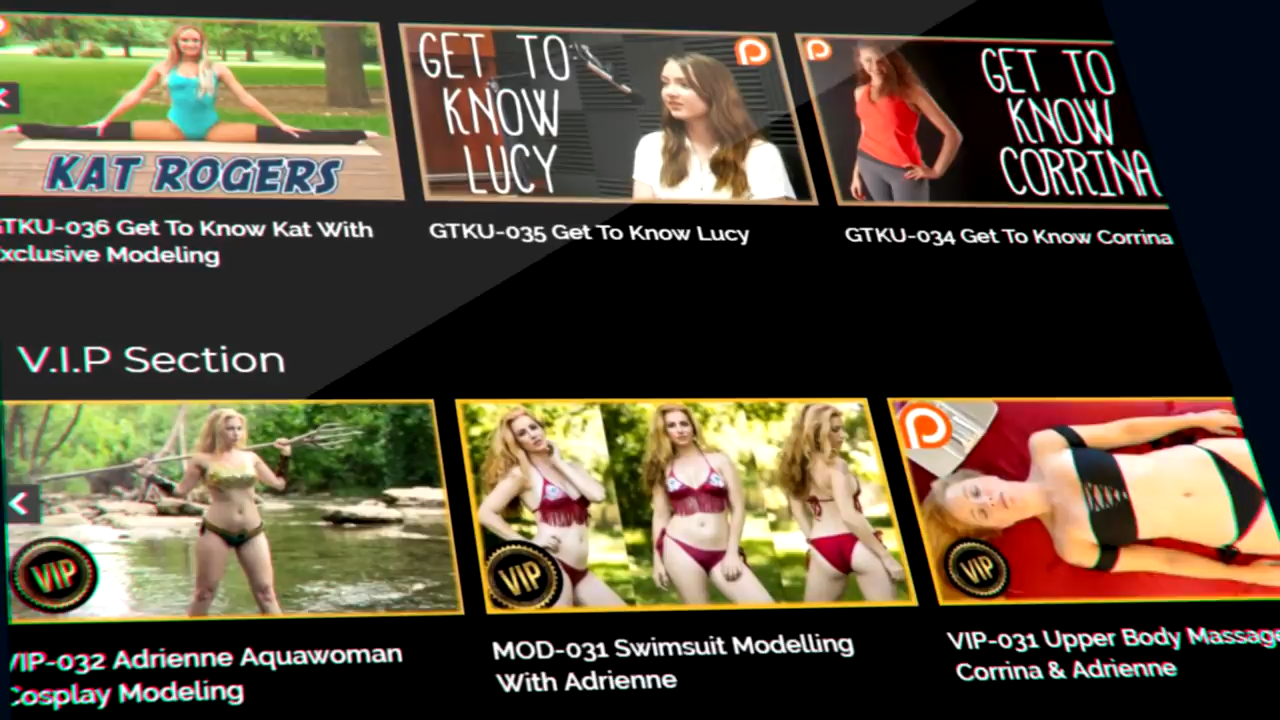 KAT ROGERS
GET TO
KNOW
LUCY
GET TO
KNOW
CORRINA
GTKU-036 Get To Know Kat With
Exclusive Modeling
GTKU-035 Get To Know Lucy
GTKU-034 Get To Know Corrina
V.I.P Section
VIP
VIP
VIP
VIP-032 Adrienne Aquawoman
Cosplay Modeling
MOD-031 Swimsuit Modelling
With Adrienne
VIP-031 Upper Body Massage
Corrina & Adrienne